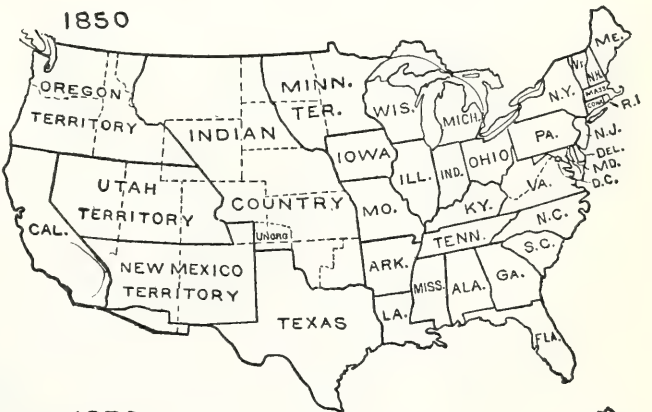 1850
ME.
VT.
N.H.
MASS
CONN
R.I
N.Y.
OREGON
TERRITORY
MINN.
TER.
WIS.
MICH.
INDIAN
COUNTRY
IOWA
PA.
N.J.
DEL.
MD.
D.C.
UTAH
TERRITORY
ILL.
IND.
OHIO
VA.
CAL.
MO.
KY.
N.C.
Unorg
TENN.
S.C.
NEW MEXICO
TERRITORY
ARK.
MISS.
ALA.
GA.
TEXAS
LA.
FLA.